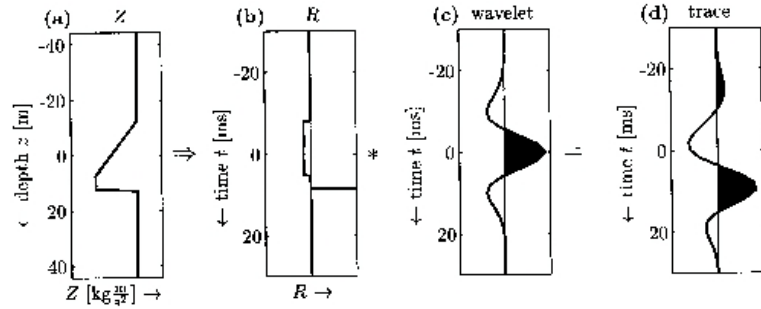 (a) Z (b) R (c) wavelet (d) trace
-40
-20
0
20
40
← depth z [m]
Z [kg m/s²] →
⇒
-20
0
20
← time t [ms]
R →
*
-20
0
20
← time t [ms]
-20
0
20
← time t [ms]